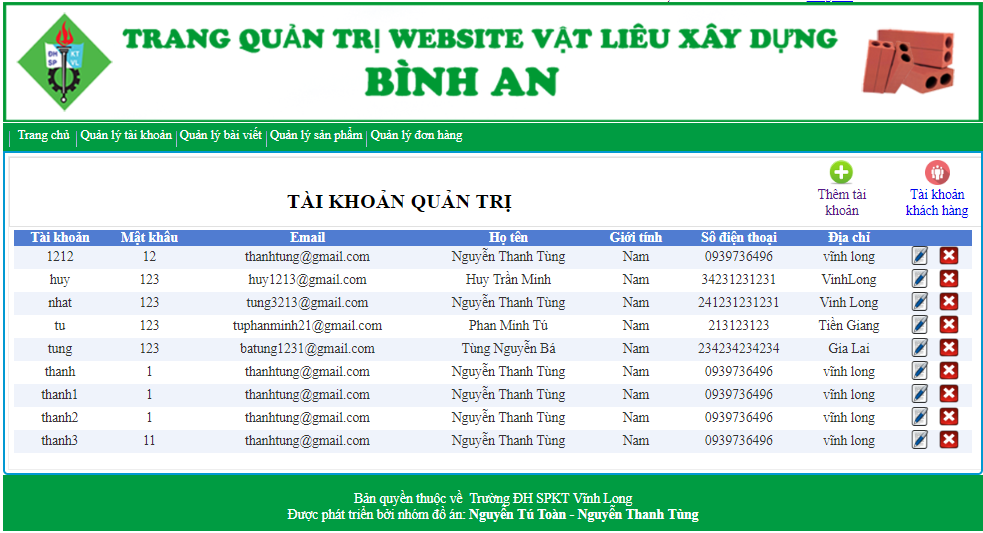 ĐH KT
SP VL
TRANG QUẢN TRỊ WEBSITE VẬT LIÊU XÂY DỰNG
BÌNH AN
Trang chủ Quản lý tài khoản Quản lý bài viết Quản lý sản phẩm Quản lý đơn hàng
TÀI KHOẢN QUẢN TRỊ
Thêm tài
khoản
Tài khoản
khách hàng
Tài khoản Mật khẩu Email Họ tên Giới tính Số điện thoại Địa chỉ
1212 12 thanhtung@gmail.com Nguyễn Thanh Tùng Nam 0939736496 vĩnh long
huy 123 huy1213@gmail.com Huy Trần Minh Nam 34231231231 VinhLong
nhat 123 tung3213@gmail.com Nguyễn Thanh Tùng Nam 241231231231 Vinh Long
tu 123 tuphanminh21@gmail.com Phan Minh Tú Nam 213123123 Tiền Giang
tung 123 batung1231@gmail.com Tùng Nguyễn Bá Nam 234234234234 Gia Lai
thanh 1 thanhtung@gmail.com Nguyễn Thanh Tùng Nam 0939736496 vĩnh long
thanh1 1 thanhtung@gmail.com Nguyễn Thanh Tùng Nam 0939736496 vĩnh long
thanh2 1 thanhtung@gmail.com Nguyễn Thanh Tùng Nam 0939736496 vĩnh long
thanh3 11 thanhtung@gmail.com Nguyễn Thanh Tùng Nam 0939736496 vĩnh long
Bản quyền thuộc về Trường ĐH SPKT Vĩnh Long
Được phát triển bởi nhóm đồ án: Nguyễn Tú Toàn - Nguyễn Thanh Tùng